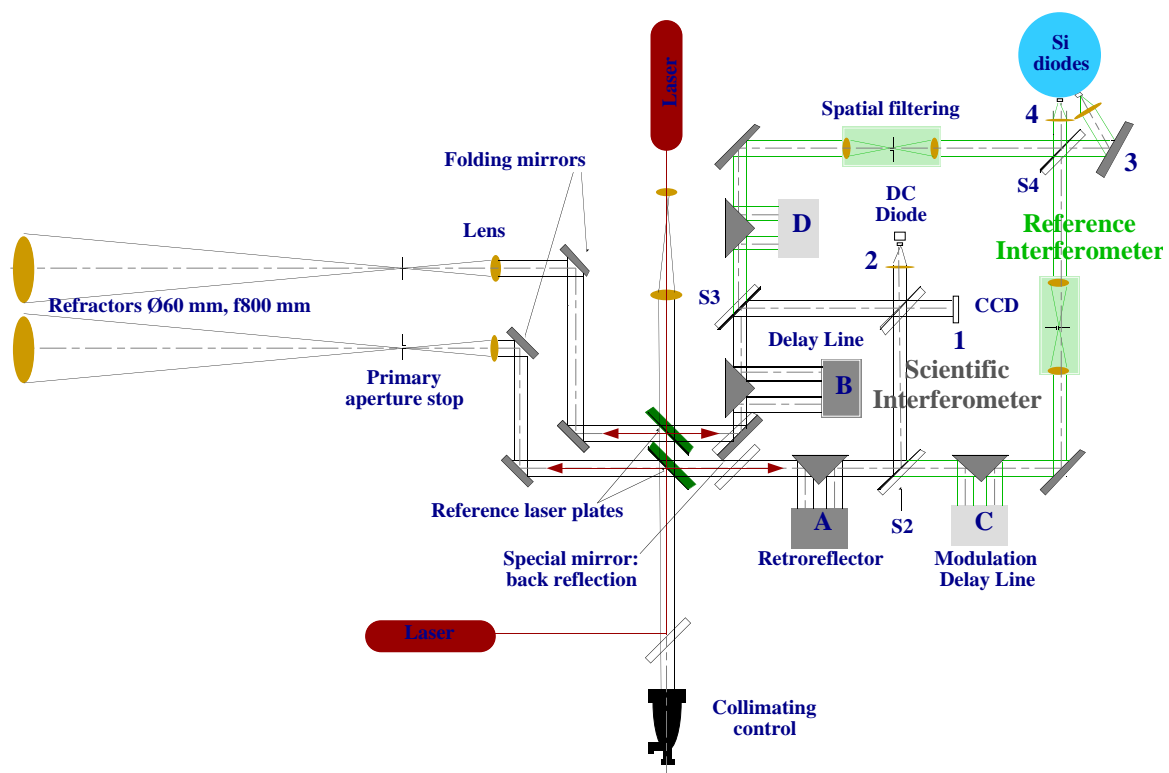 Laser
Si
diodes
Spatial filtering
4
3
Folding mirrors
S4
DC
Diode
D
Lens
Reference
Interferometer
2
Refractors Ø60 mm, f800 mm
S3
CCD
1
Delay Line
Scientific
Interferometer
Primary
aperture stop
B
Reference laser plates
A
S2
C
Special mirror:
back reflection
Retroreflector
Modulation
Delay Line
Laser
Collimating
control